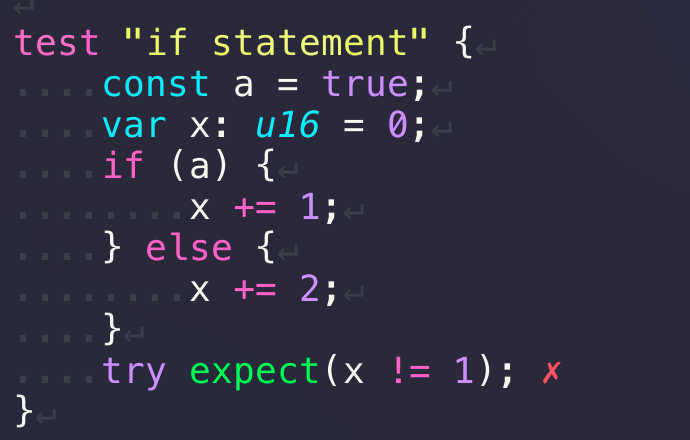 ↵
test "if statement" {↵
....const a = true;↵
....var x: u16 = 0;↵
....if (a) {↵
........x += 1;↵
....} else {↵
........x += 2;↵
....}↵
....try expect(x != 1); ✗
}↵